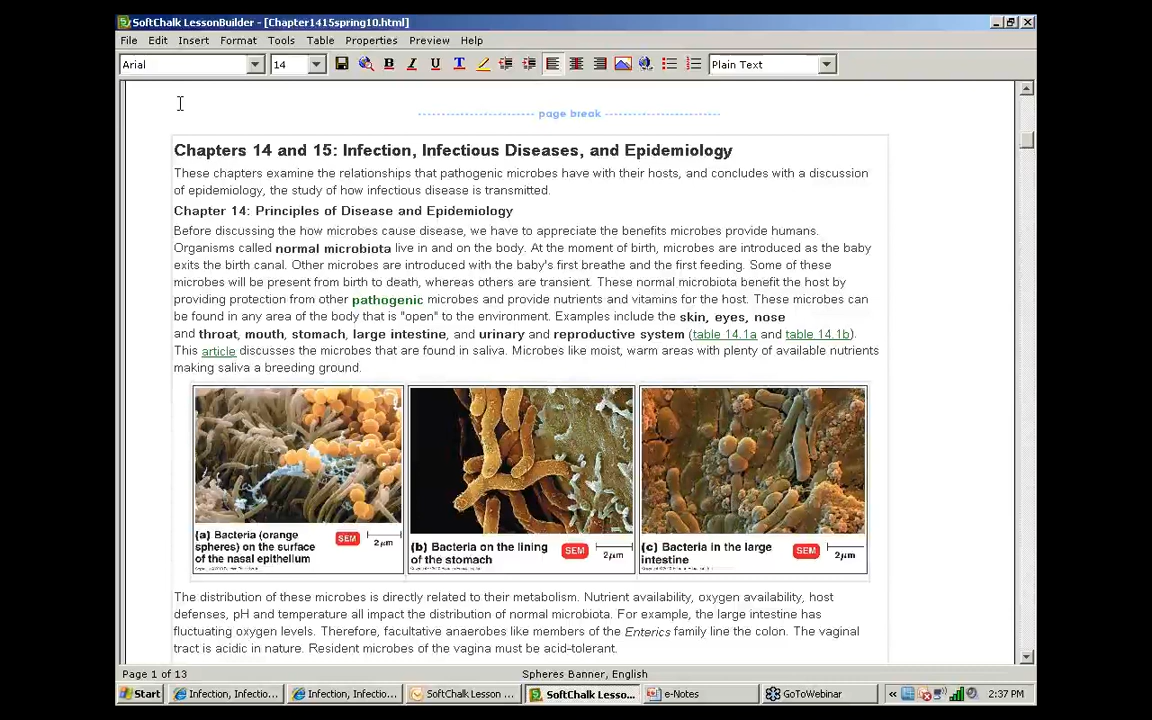 SoftChalk LessonBuilder - [Chapter1415spring10.html]
File Edit Insert Format Tools Table Properties Preview Help
Arial 14 B I U T Plain Text
page break
Chapters 14 and 15: Infection, Infectious Diseases, and Epidemiology
These chapters examine the relationships that pathogenic microbes have with their hosts, and concludes with a discussion
of epidemiology, the study of how infectious disease is transmitted.
Chapter 14: Principles of Disease and Epidemiology
Before discussing the how microbes cause disease, we have to appreciate the benefits microbes provide humans.
Organisms called normal microbiota live in and on the body. At the moment of birth, microbes are introduced as the baby
exits the birth canal. Other microbes are introduced with the baby's first breathe and the first feeding. Some of these
microbes will be present from birth to death, whereas others are transient. These normal microbiota benefit the host by
providing protection from other pathogenic microbes and provide nutrients and vitamins for the host. These microbes can
be found in any area of the body that is "open" to the environment. Examples include the skin, eyes, nose
and throat, mouth, stomach, large intestine, and urinary and reproductive system (table 14.1a and table 14.1b).
This article discusses the microbes that are found in saliva. Microbes like moist, warm areas with plenty of available nutrients
making saliva a breeding ground.
(a) Bacteria (orange
spheres) on the surface
of the nasal epithelium
SEM
2µm
(b) Bacteria on the lining
of the stomach
SEM
2µm
(c) Bacteria in the large
intestine
SEM
2µm
The distribution of these microbes is directly related to their metabolism. Nutrient availability, oxygen availability, host
defenses, pH and temperature all impact the distribution of normal microbiota. For example, the large intestine has
fluctuating oxygen levels. Therefore, facultative anaerobes like members of the Enterics family line the colon. The vaginal
tract is acidic in nature. Resident microbes of the vagina must be acid-tolerant.
Page 1 of 13 Spheres Banner, English
Start Infection, Infectio... Infection, Infectio... SoftChalk Lesson ... SoftChalk Lesso... e-Notes GoToWebinar « 2:37 PM